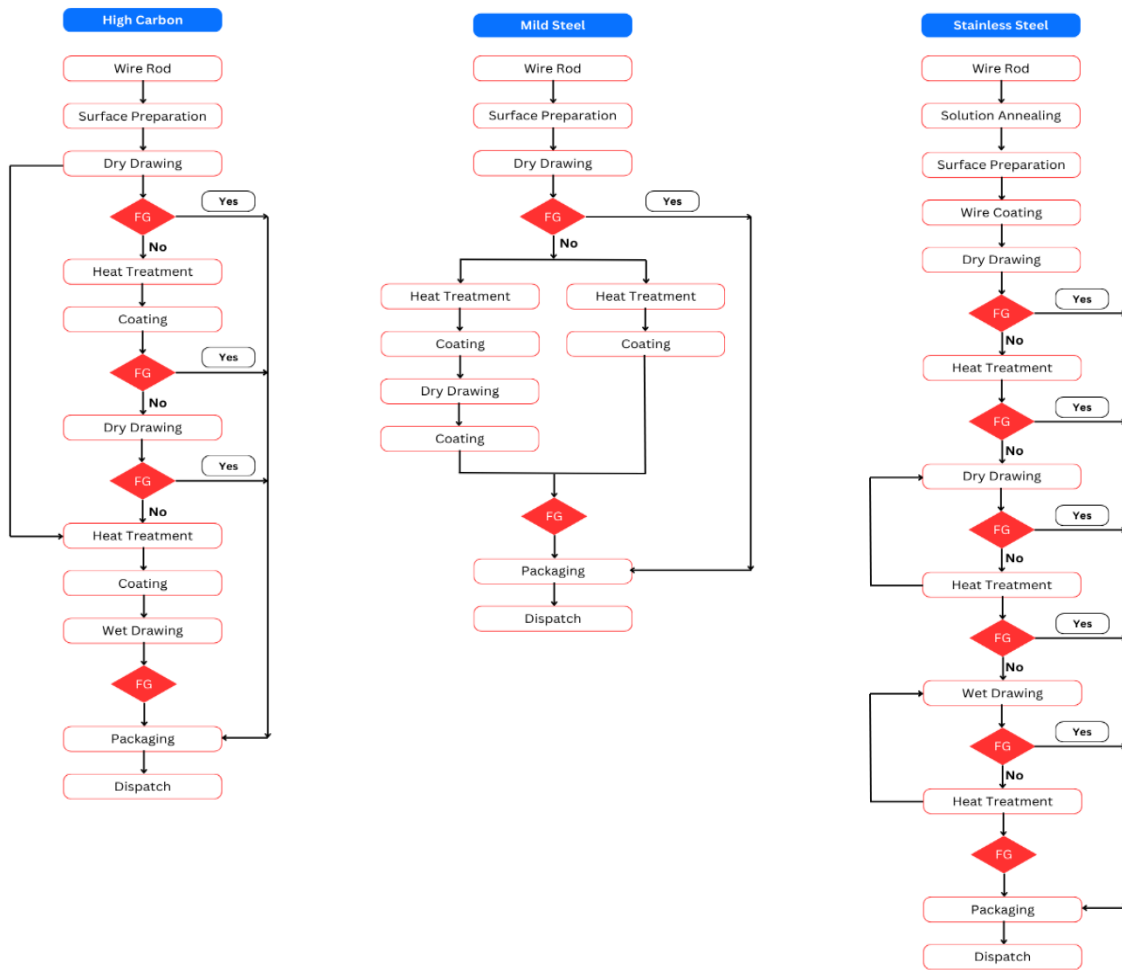 High Carbon
Wire Rod
Surface Preparation
Dry Drawing
FG
Yes
No
Heat Treatment
Coating
FG
Yes
No
Dry Drawing
FG
Yes
No
Heat Treatment
Coating
Wet Drawing
FG
Packaging
Dispatch
Mild Steel
Wire Rod
Surface Preparation
Dry Drawing
FG
Yes
No
Heat Treatment
Coating
Dry Drawing
Coating
Heat Treatment
Coating
FG
Packaging
Dispatch
Stainless Steel
Wire Rod
Solution Annealing
Surface Preparation
Wire Coating
Dry Drawing
FG
Yes
No
Heat Treatment
FG
Yes
No
Dry Drawing
FG
Yes
No
Heat Treatment
FG
Yes
No
Wet Drawing
FG
Yes
No
Heat Treatment
FG
Packaging
Dispatch